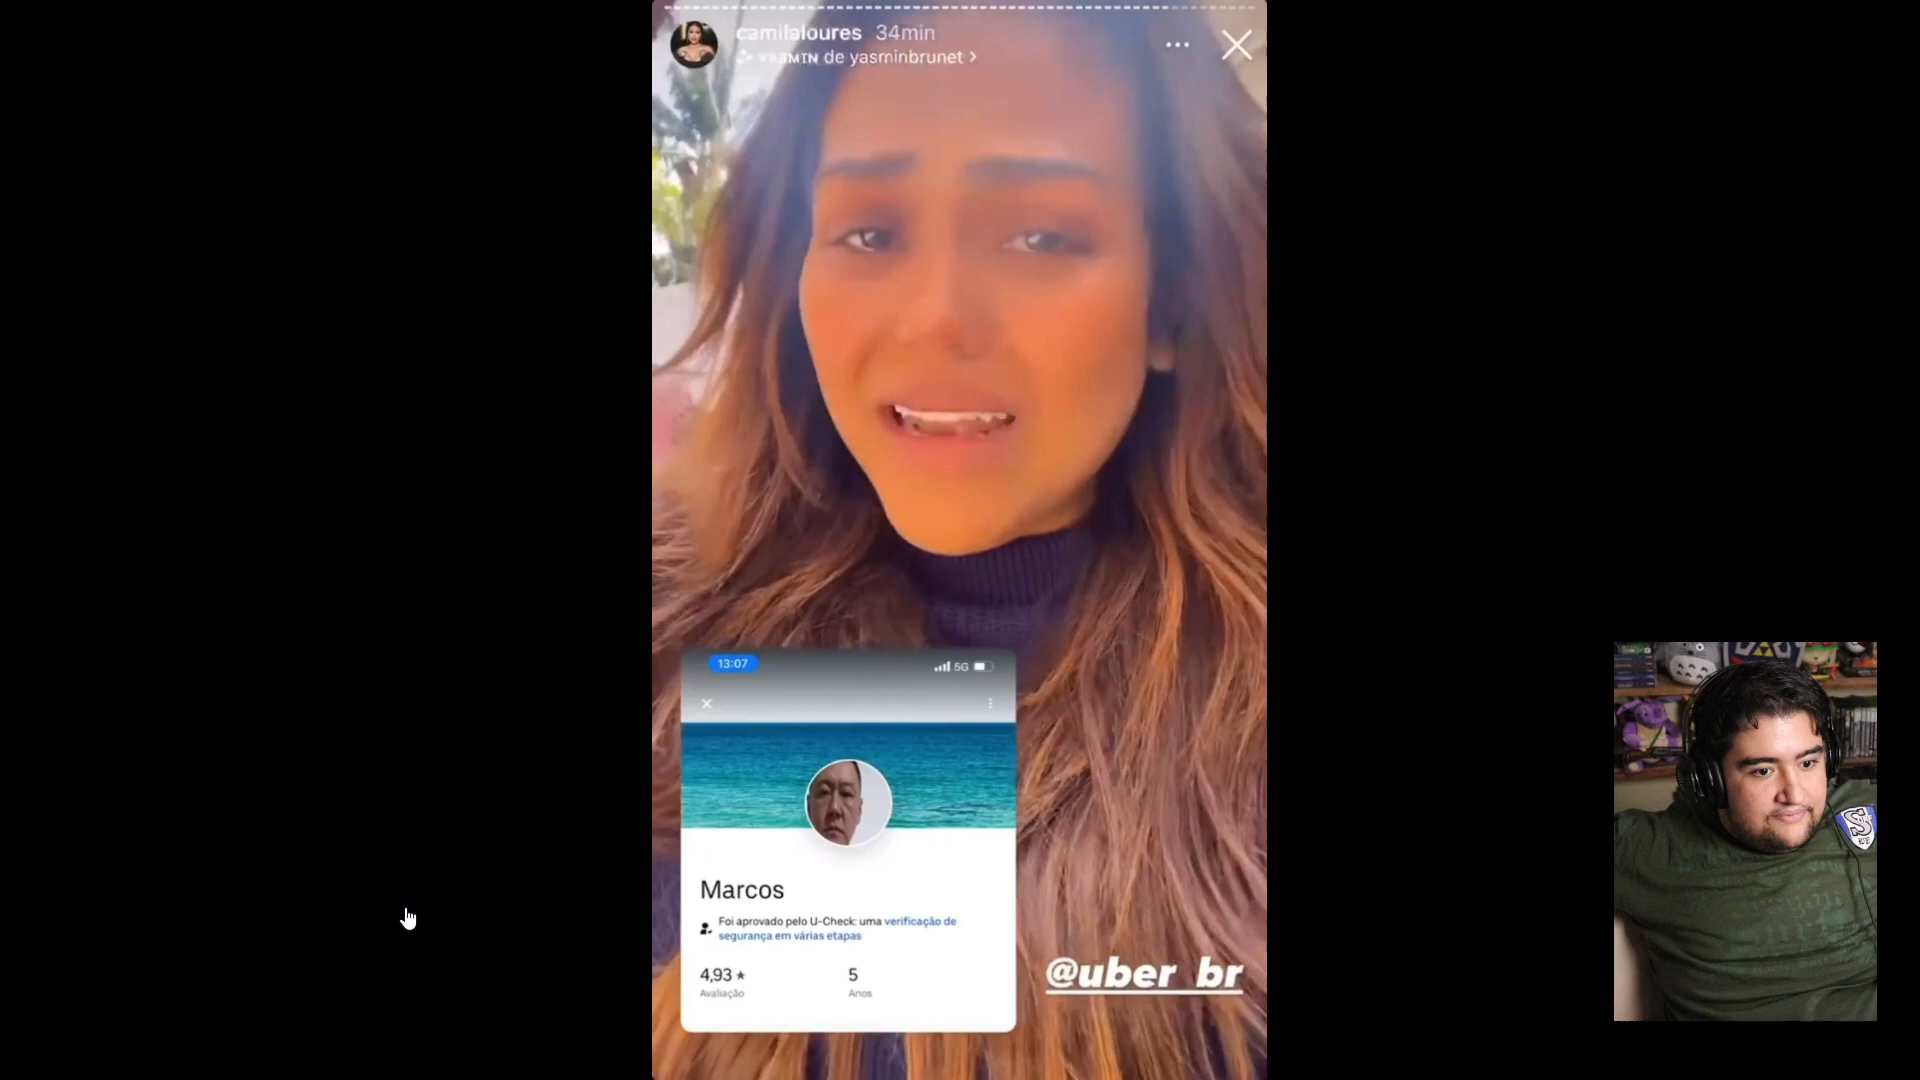 camilaloures 34min
YASMIN de yasminbrunet >
13:07
5G
Marcos
Foi aprovado pelo U-Check: uma verificação de
segurança em várias etapas
4,93 ★ 5
Avaliação Anos
@uber_br